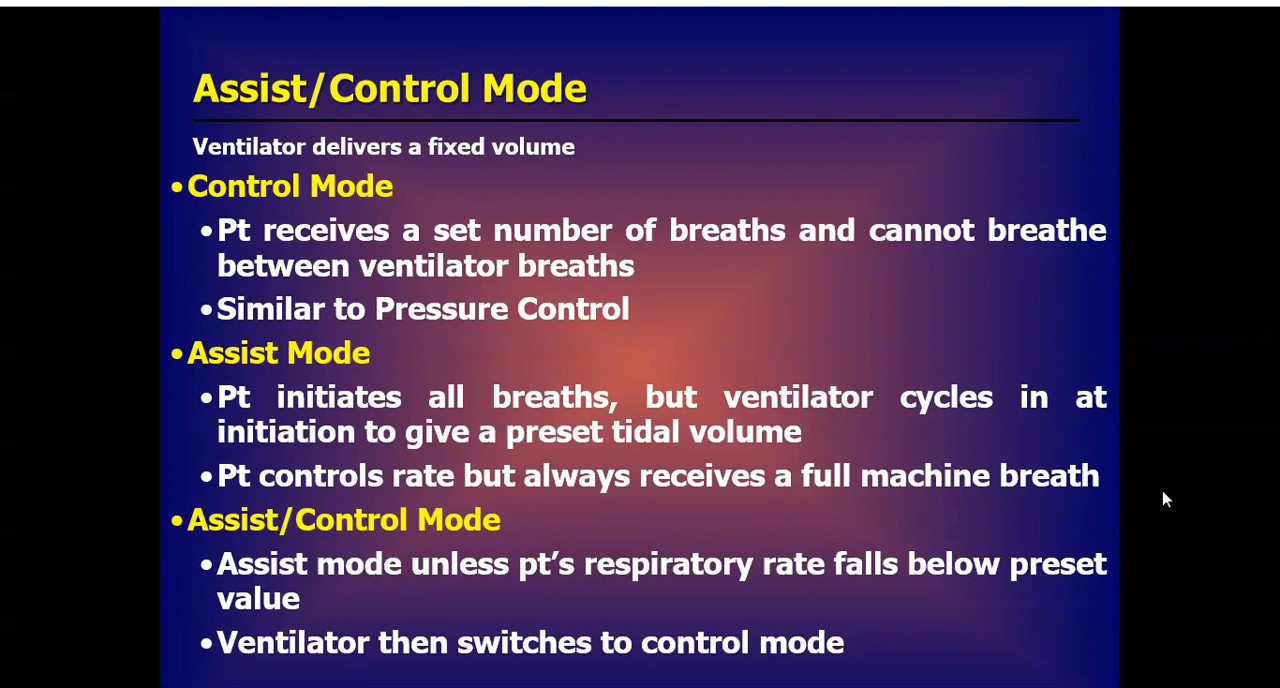 Assist/Control Mode
Ventilator delivers a fixed volume
•Control Mode
•Pt receives a set number of breaths and cannot breathe
between ventilator breaths
•Similar to Pressure Control
•Assist Mode
•Pt initiates all breaths, but ventilator cycles in at
initiation to give a preset tidal volume
•Pt controls rate but always receives a full machine breath
•Assist/Control Mode
•Assist mode unless pt’s respiratory rate falls below preset
value
•Ventilator then switches to control mode